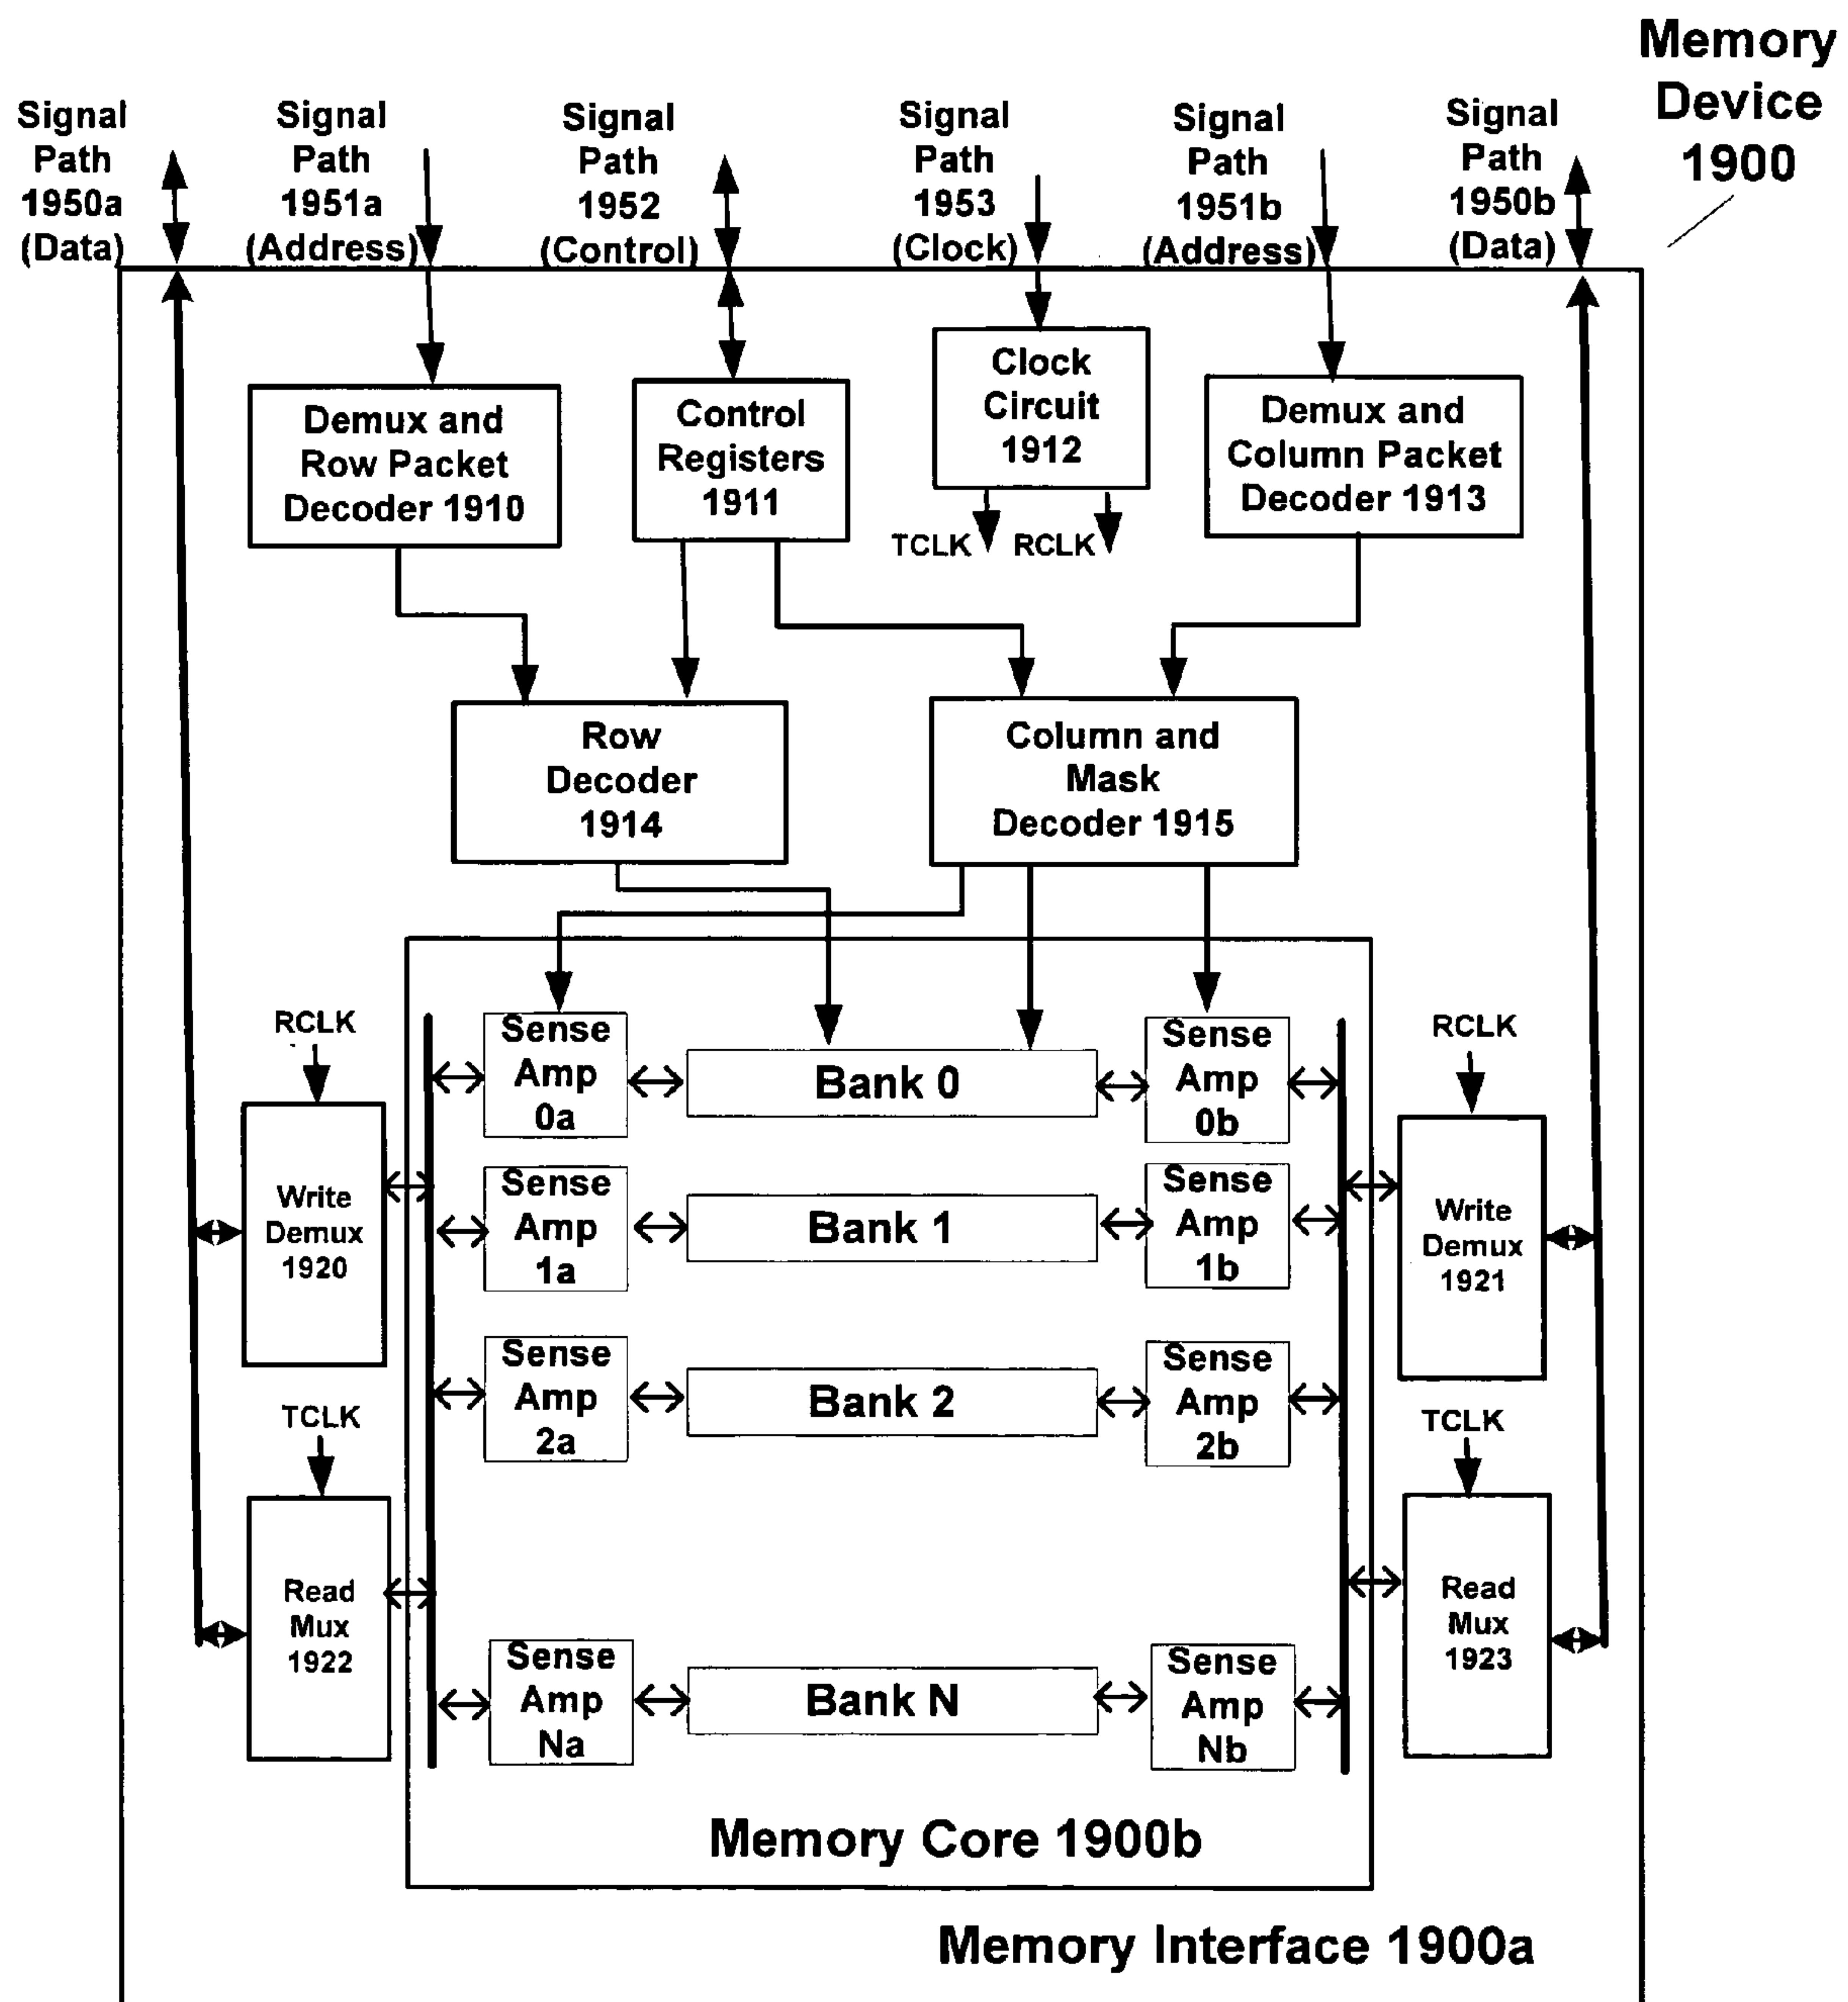 Memory
Device
1900
Signal
Path
1950a
(Data)
Signal
Path
1951a
(Address)
Signal
Path
1952
(Control)
Signal
Path
1953
(Clock)
Signal
Path
1951b
(Address)
Signal
Path
1950b
(Data)
Demux and
Row Packet
Decoder 1910
Control
Registers
1911
Clock
Circuit
1912
Demux and
Column Packet
Decoder 1913
TCLK
RCLK
Row
Decoder
1914
Column and
Mask
Decoder 1915
RCLK
Write
Demux
1920
TCLK
Read
Mux
1922
Sense
Amp
0a
Bank 0
Sense
Amp
0b
Sense
Amp
1a
Bank 1
Sense
Amp
1b
Sense
Amp
2a
Bank 2
Sense
Amp
2b
Sense
Amp
Na
Bank N
Sense
Amp
Nb
RCLK
Write
Demux
1921
TCLK
Read
Mux
1923
Memory Core 1900b
Memory Interface 1900a